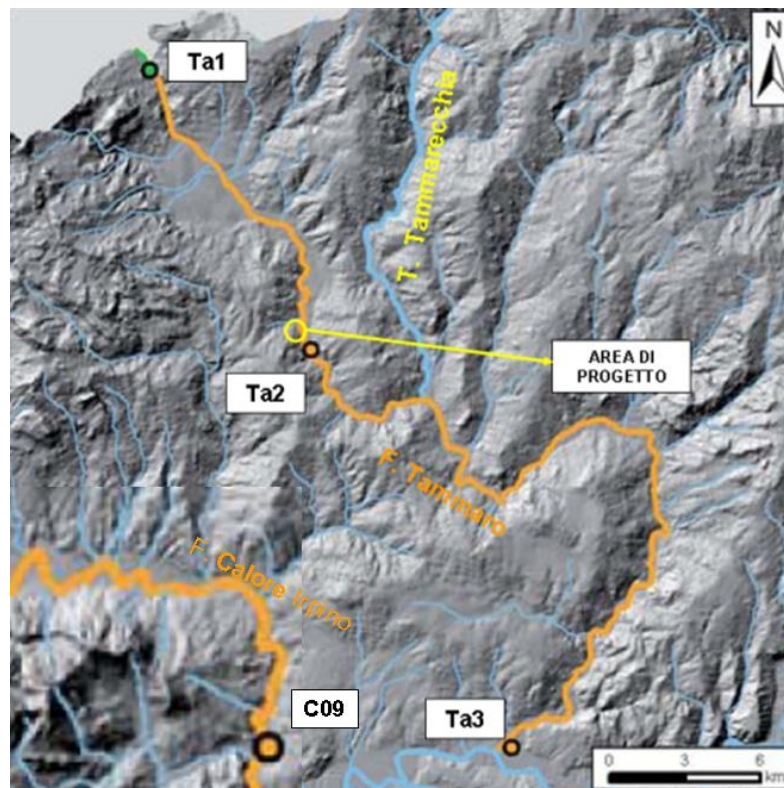 N
Ta1
T. Tammarecchia
AREA DI
PROGETTO
Ta2
F. Tammaro
F. Calore Irpino
C09
Ta3
0 3 6
km